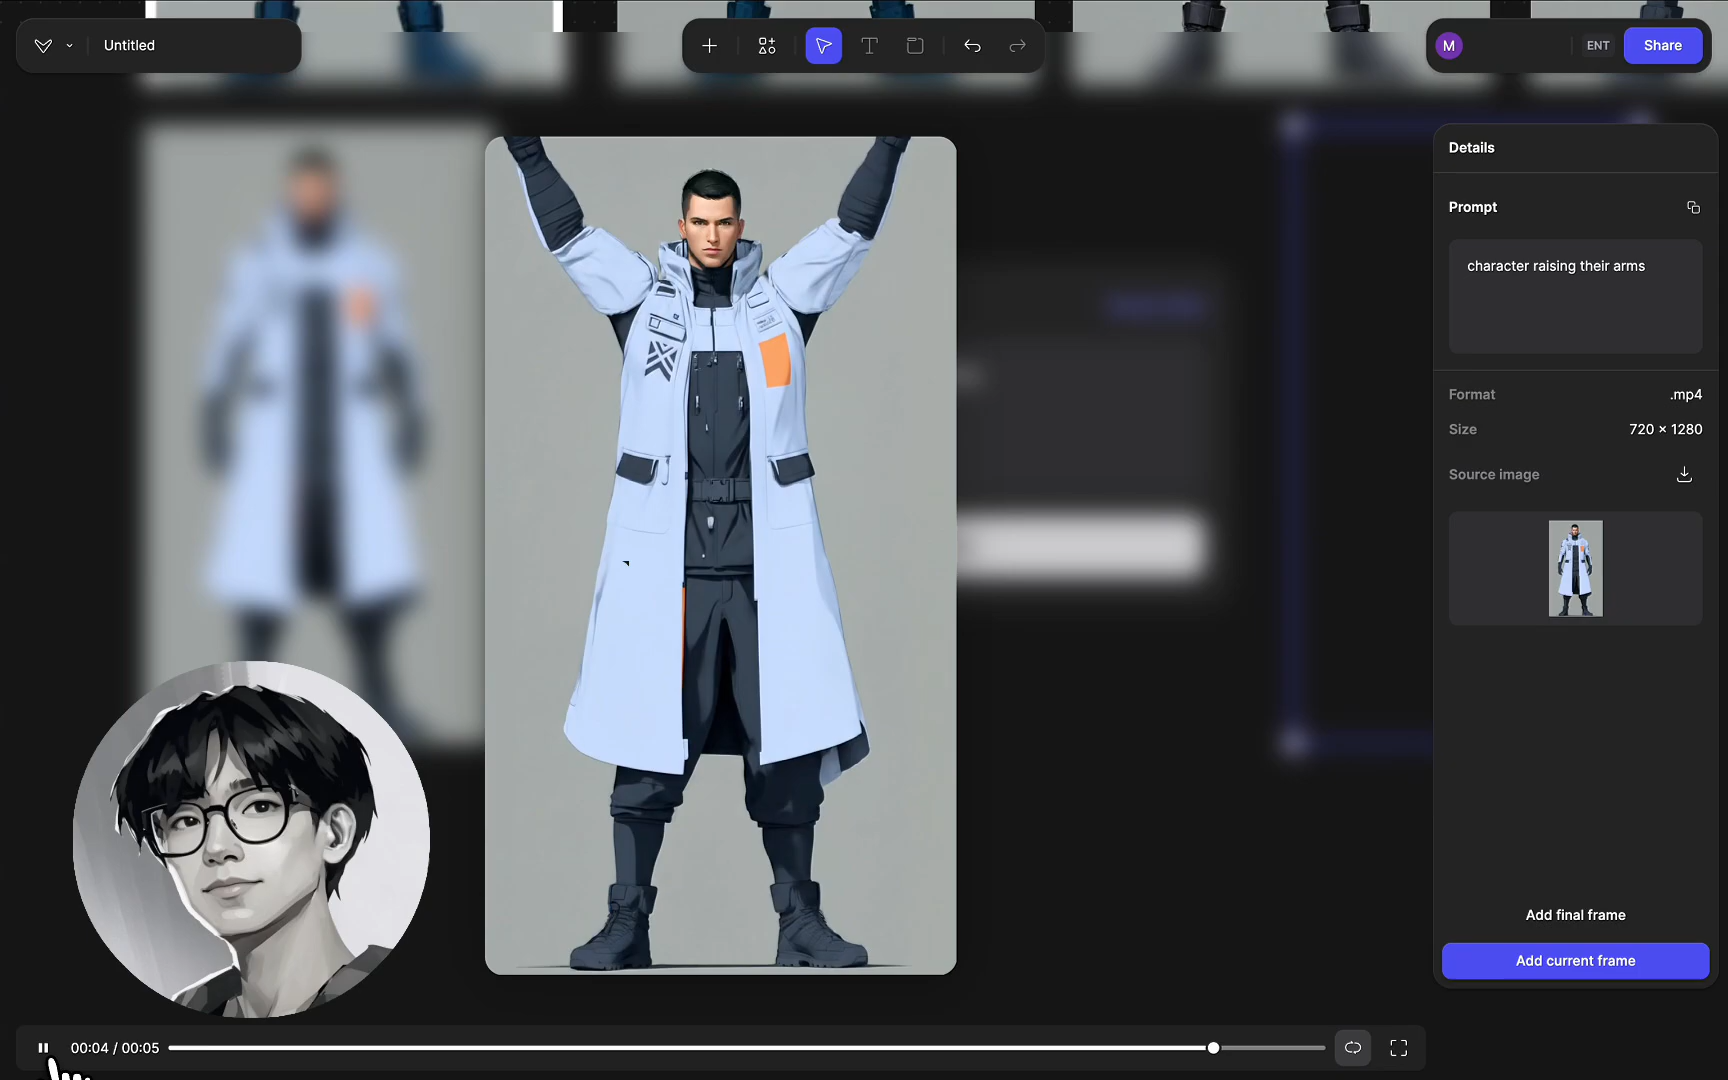 Untitled
M
ENT
Share
Details
Prompt
character raising their arms
Format
.mp4
Size
720 × 1280
Source image
Add final frame
Add current frame
00:04 / 00:05